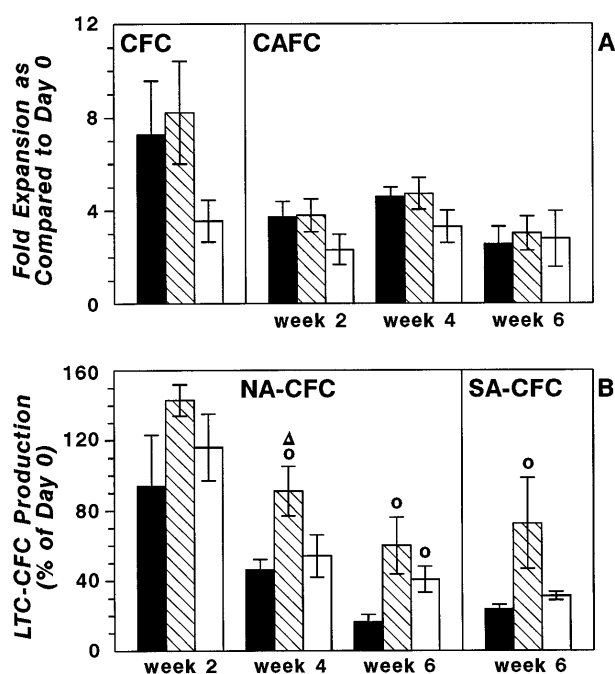 CFC CAFC A
Fold Expansion as
Compared to Day 0
12
8
4
0
week 2 week 4 week 6
NA-CFC SA-CFC B
LTC-CFC Production
(% of Day 0)
160
120
80
40
0
Δ
o
o
o
o
week 2 week 4 week 6 week 6